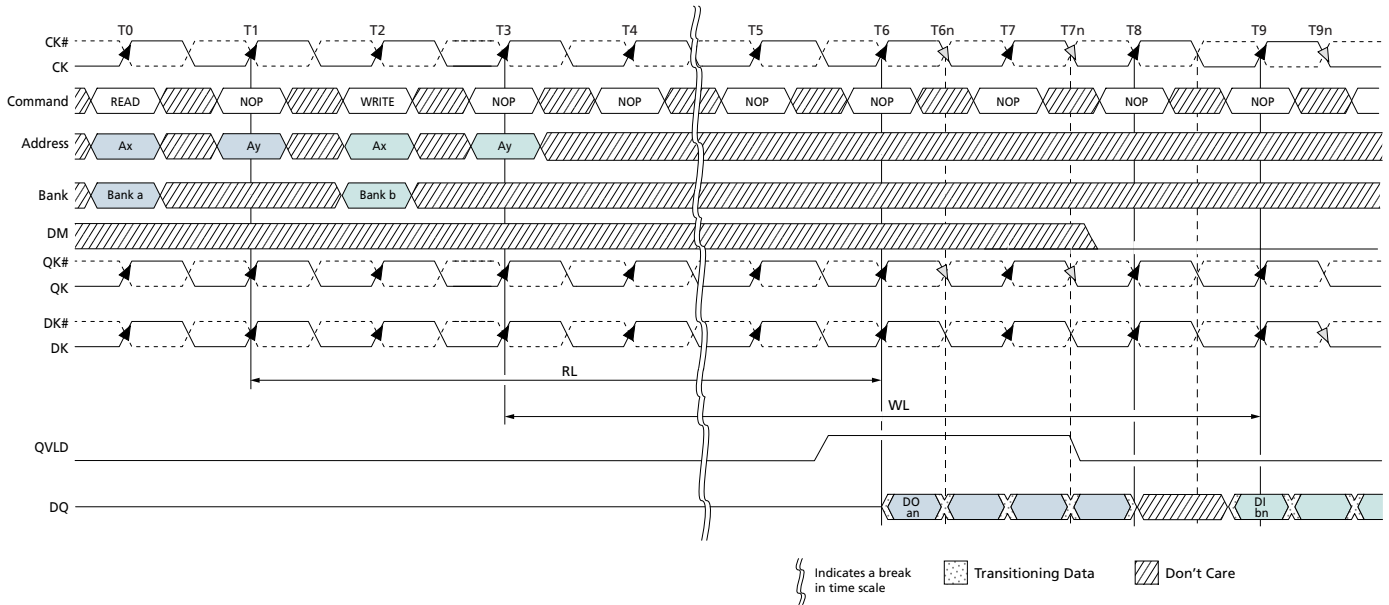 T0 T1 T2 T3 T4 T5 T6 T6n T7 T7n T8 T9 T9n
CK#
CK
Command READ NOP WRITE NOP NOP NOP NOP NOP NOP NOP
Address Ax Ay Ax Ay
Bank Bank a Bank b
DM
QK#
QK
DK#
DK
RL
WL
QVLD
DQ DO an DI bn
Indicates a break
in time scale
Transitioning Data
Don't Care